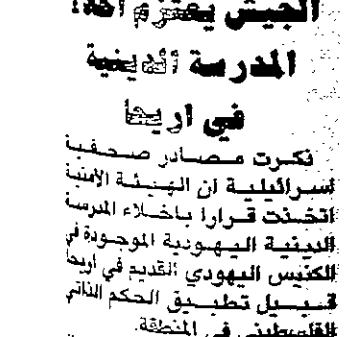 الجيش يعتزم اخلاء
المدرسة الدينية
في اريحا
ذكرت مصادر صحفية
اسرائيلية ان الهيئة الامنية
اتخذت قرارا باخلاء المدرسة
الدينية اليهودية الموجودة في
الكنيس اليهودي القديم في اريحا
قبيل تطبيق الحكم الذاتي
الفلسطيني في المنطقة.